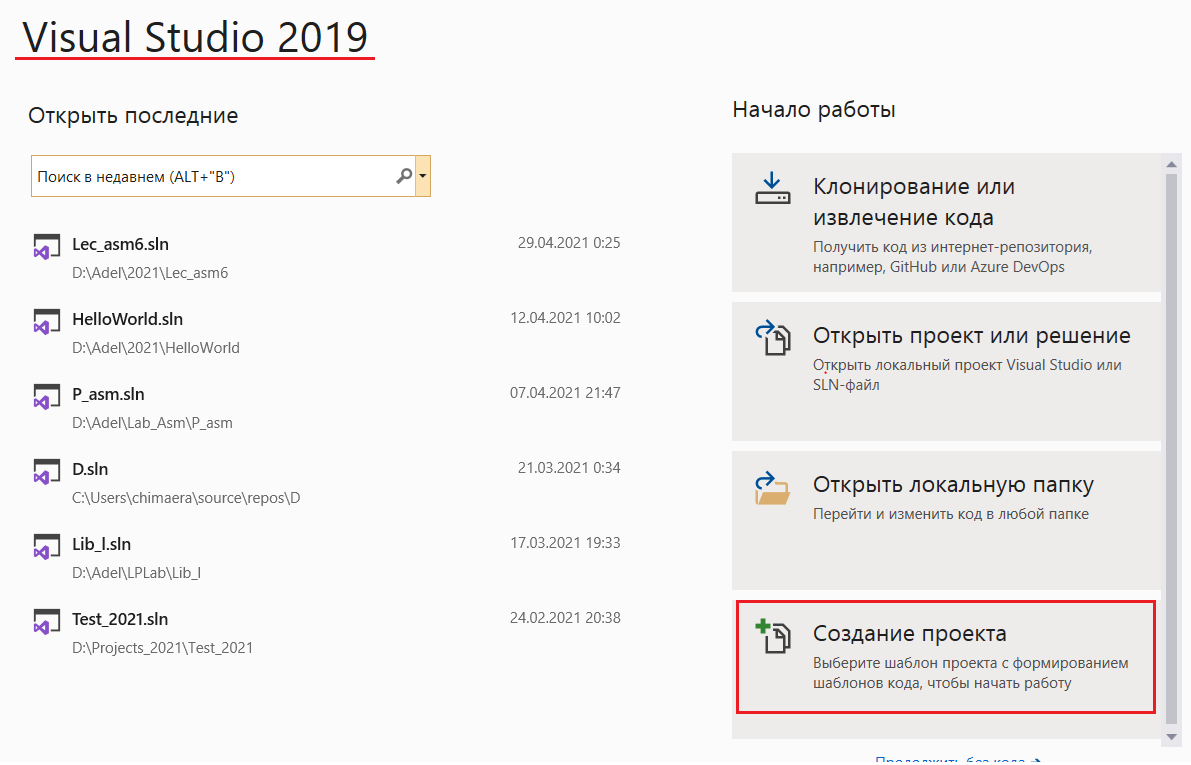 Visual Studio 2019
Открыть последние
Поиск в недавнем (ALT+"В")
Lec_asm6.sln
29.04.2021 0:25
D:\Adel\2021\Lec_asm6
HelloWorld.sln
12.04.2021 10:02
D:\Adel\2021\HelloWorld
P_asm.sln
07.04.2021 21:47
D:\Adel\Lab_Asm\P_asm
D.sln
21.03.2021 0:34
C:\Users\chimaera\source\repos\D
Lib_l.sln
17.03.2021 19:33
D:\Adel\LPLab\Lib_l
Test_2021.sln
24.02.2021 20:38
D:\Projects_2021\Test_2021
Начало работы
Клонирование или
извлечение кода
Получить код из интернет-репозитория,
например, GitHub или Azure DevOps
Открыть проект или решение
Открыть локальный проект Visual Studio или
SLN-файл
Открыть локальную папку
Перейти и изменить код в любой папке
Создание проекта
Выберите шаблон проекта с формированием
шаблонов кода, чтобы начать работу
Продолжить без кода →